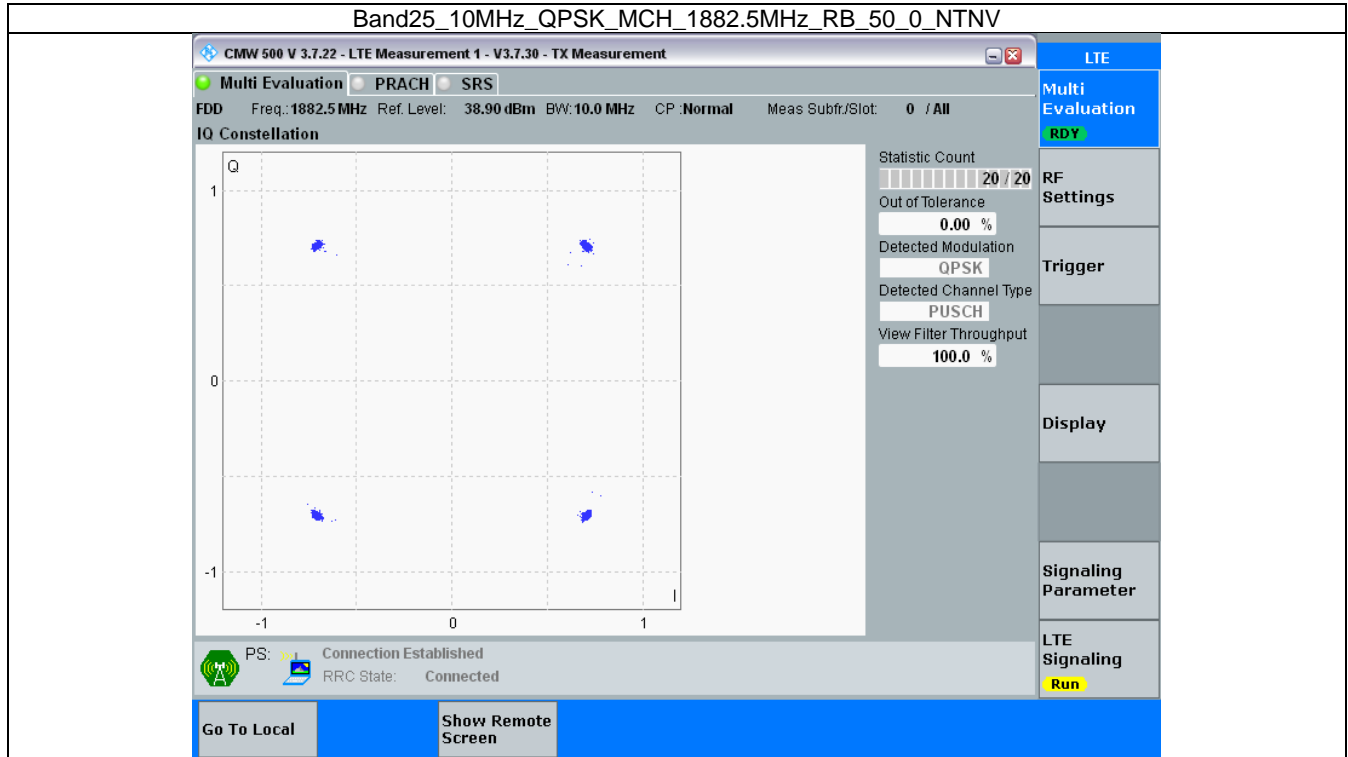 Band25_10MHz_QPSK_MCH_1882.5MHz_RB_50_0_NTNV
CMW 500 V 3.7.22 - LTE Measurement 1 - V3.7.30 - TX Measurement
LTE
Multi Evaluation PRACH SRS
FDD Freq.: 1882.5 MHz Ref. Level: 38.90 dBm BW: 10.0 MHz CP : Normal Meas Subfr./Slot: 0 / All
IQ Constellation
Q
1
0
-1
I
-1 0 1
Statistic Count
20 / 20
Out of Tolerance
0.00 %
Detected Modulation
QPSK
Detected Channel Type
PUSCH
View Filter Throughput
100.0 %
Multi
Evaluation
RDY
RF
Settings
Trigger
Display
Signaling
Parameter
LTE
Signaling
Run
PS: Connection Established
RRC State: Connected
Go To Local
Show Remote
Screen